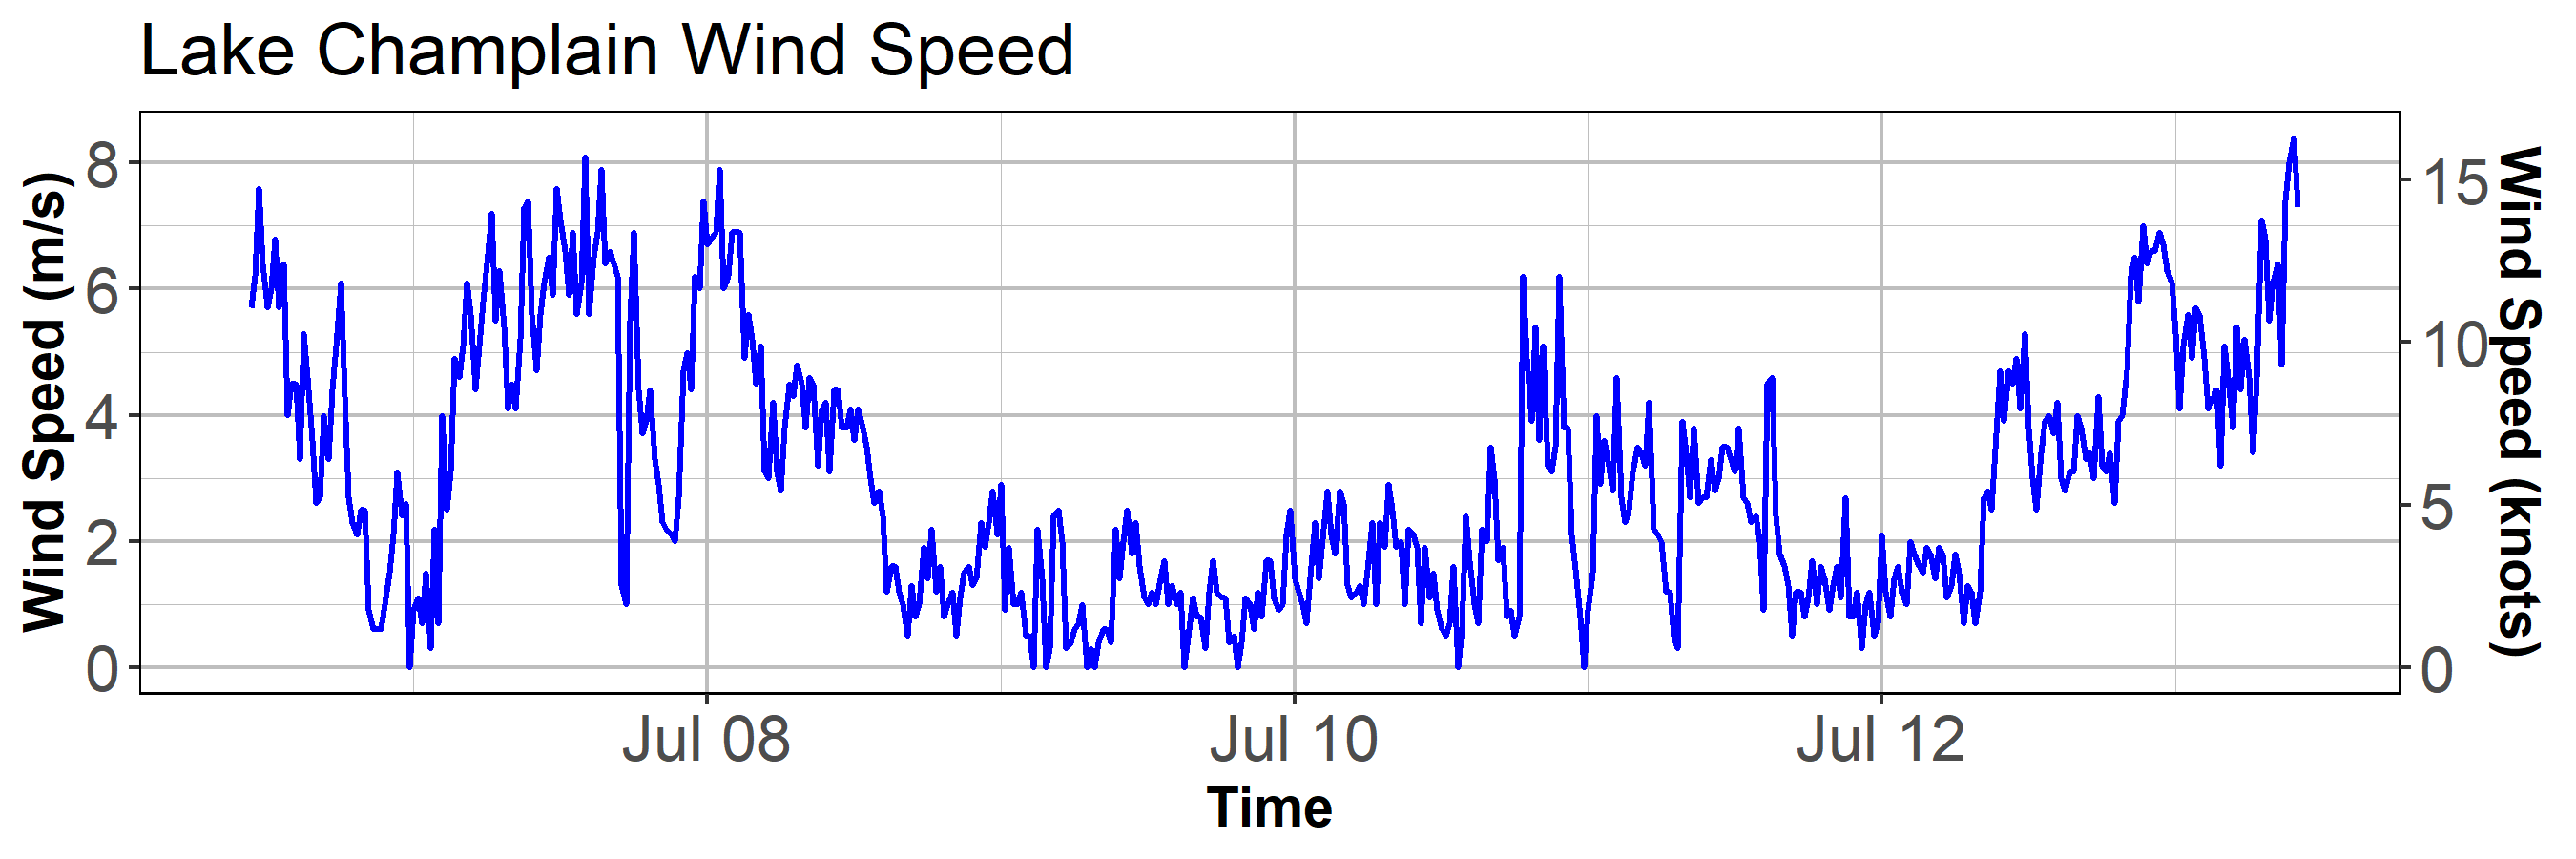 Lake Champlain Wind Speed
Wind Speed (m/s)
8
6
4
2
0
15
10
5
0
Wind Speed (knots)
Jul 08
Jul 10
Jul 12
Time